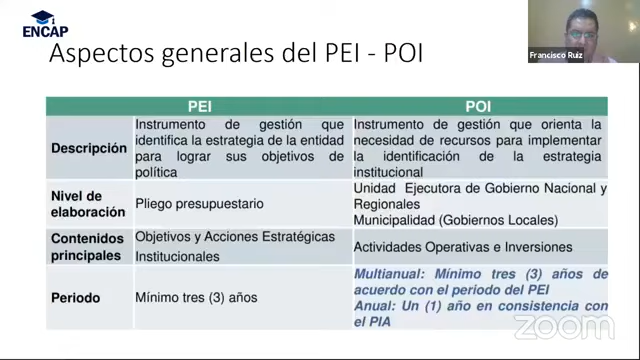 ENCAP
Francisco Ruiz
Aspectos generales del PEI - POI
PEI
POI
Descripción
Instrumento de gestión que
identifica la estrategia de la entidad
para lograr sus objetivos de
política
Instrumento de gestión que orienta la
necesidad de recursos para implementar
la identificación de la estrategia
institucional
Nivel de
elaboración
Pliego presupuestario
Unidad Ejecutora de Gobierno Nacional y
Regionales
Municipalidad (Gobiernos Locales)
Contenidos
principales
Objetivos y Acciones Estratégicas
Institucionales
Actividades Operativas e Inversiones
Periodo
Mínimo tres (3) años
Multianual: Mínimo tres (3) años de
acuerdo con el periodo del PEI
Anual: Un (1) año en consistencia con
el PIA
zoom